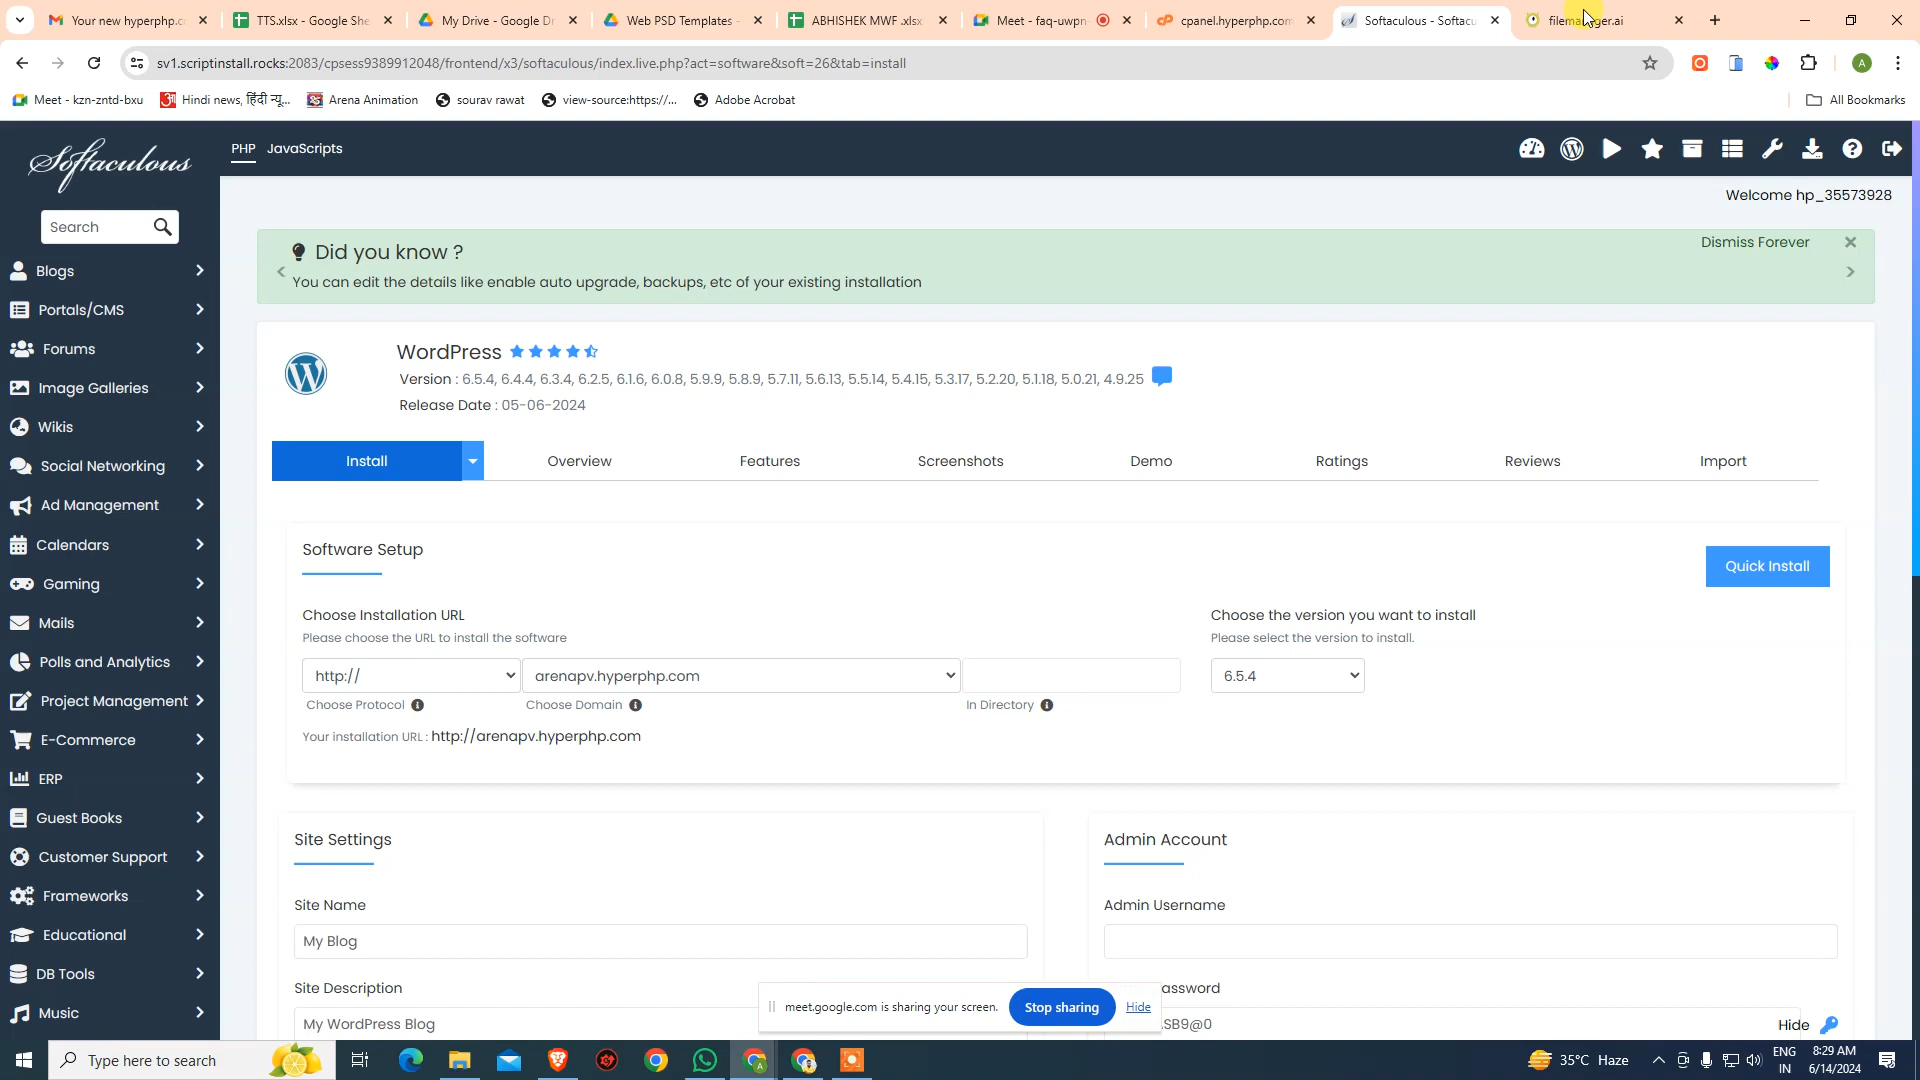 Your new hyperphp.c
TTS.xlsx - Google She
My Drive - Google Dr
Web PSD Templates -
ABHISHEK MWF .xlsx
Meet - faq-uwpn-
cpanel.hyperphp.com
Softaculous - Softacu
sv1.scriptinstall.rocks:2083/cpsess9389912048/frontend/x3/softaculous/index.live.php?act=software&soft=26&tab=install
A
Meet - kzn-zntd-bxu
Hindi news, हिंदी न्यू...
Arena Animation
sourav rawat
view-source:https://...
Adobe Acrobat
All Bookmarks
Softaculous
PHP
JavaScripts
Welcome hp_35573928
Search
Blogs
Portals/CMS
Forums
Image Galleries
Wikis
Social Networking
Ad Management
Calendars
Gaming
Mails
Polls and Analytics
Project Management
E-Commerce
ERP
Guest Books
Customer Support
Frameworks
Educational
DB Tools
Music
Did you know ?
Dismiss Forever
You can edit the details like enable auto upgrade, backups, etc of your existing installation
WordPress
Version : 6.5.4, 6.4.4, 6.3.4, 6.2.5, 6.1.6, 6.0.8, 5.9.9, 5.8.9, 5.7.11, 5.6.13, 5.5.14, 5.4.15, 5.3.17, 5.2.20, 5.1.18, 5.0.21, 4.9.25
Release Date : 05-06-2024
Install
Overview
Features
Screenshots
Demo
Ratings
Reviews
Import
Software Setup
Quick Install
Choose Installation URL
Please choose the URL to install the software
http://
arenapv.hyperphp.com
Choose Protocol
Choose Domain
In Directory
Your installation URL : http://arenapv.hyperphp.com
Choose the version you want to install
Please select the version to install.
6.5.4
Site Settings
Site Name
My Blog
Site Description
My WordPress Blog
Admin Account
Admin Username
assword
SB9@0
Hide
meet.google.com is sharing your screen.
Stop sharing
Hide
Type here to search
35°C Haze
ENG
IN
8:29 AM
6/14/2024